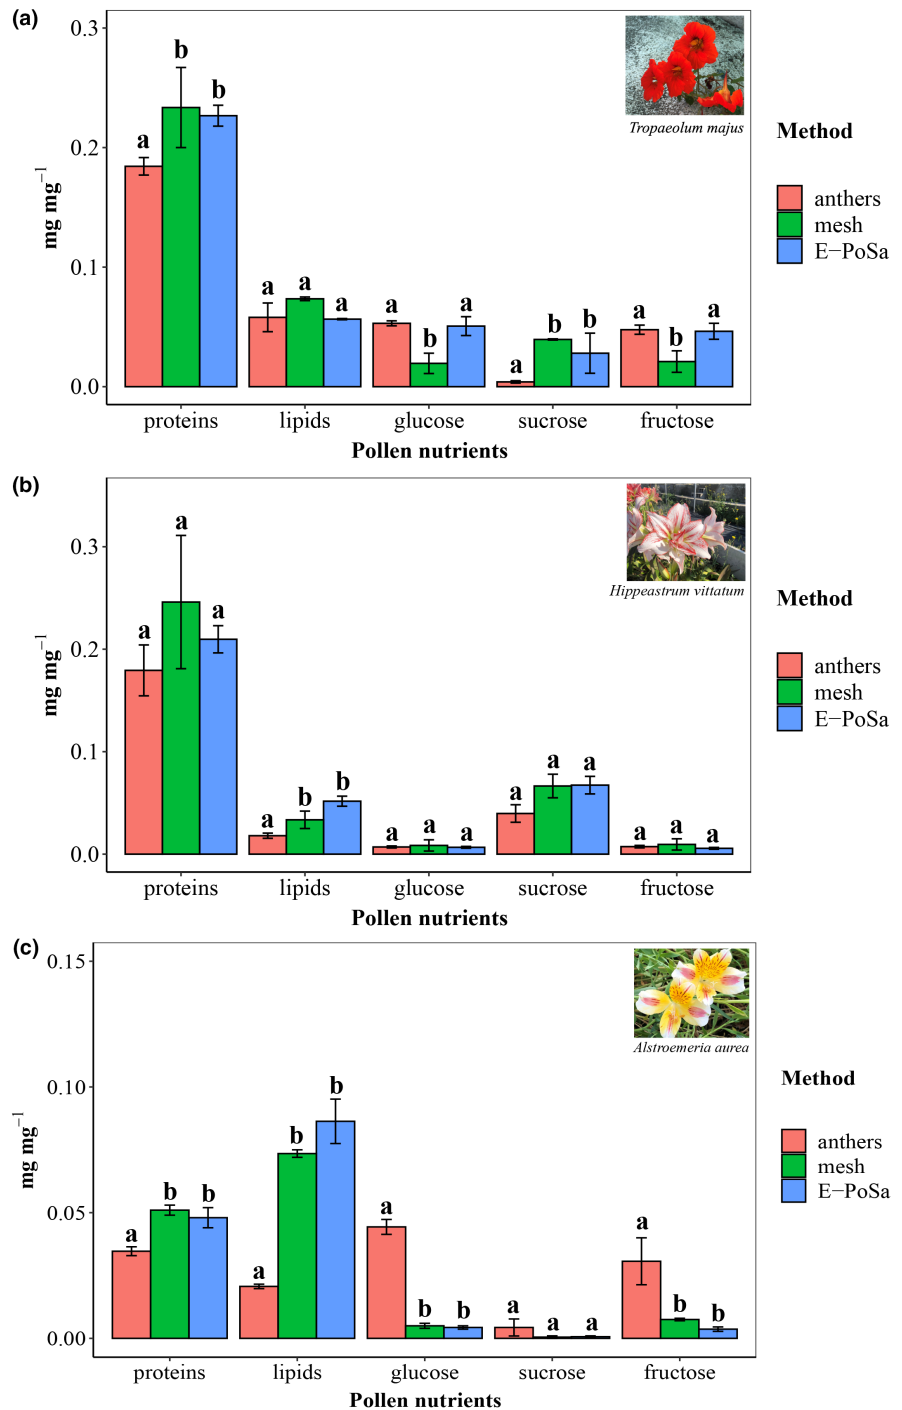 (a)
0.3
0.2
0.1
0.0
mg mg−1
a b b
a a a
a b a
a b b
a b a
Tropaeolum majus
proteins lipids glucose sucrose fructose
Pollen nutrients
Method
anthers
mesh
E−PoSa
(b)
0.3
0.2
0.1
0.0
mg mg−1
a a a
a b b
a a a
a a a
a a a
Hippeastrum vittatum
proteins lipids glucose sucrose fructose
Pollen nutrients
Method
anthers
mesh
E−PoSa
(c)
0.15
0.10
0.05
0.00
mg mg−1
a b b
a b b
a b b
a a a
a b b
Alstroemeria aurea
proteins lipids glucose sucrose fructose
Pollen nutrients
Method
anthers
mesh
E−PoSa